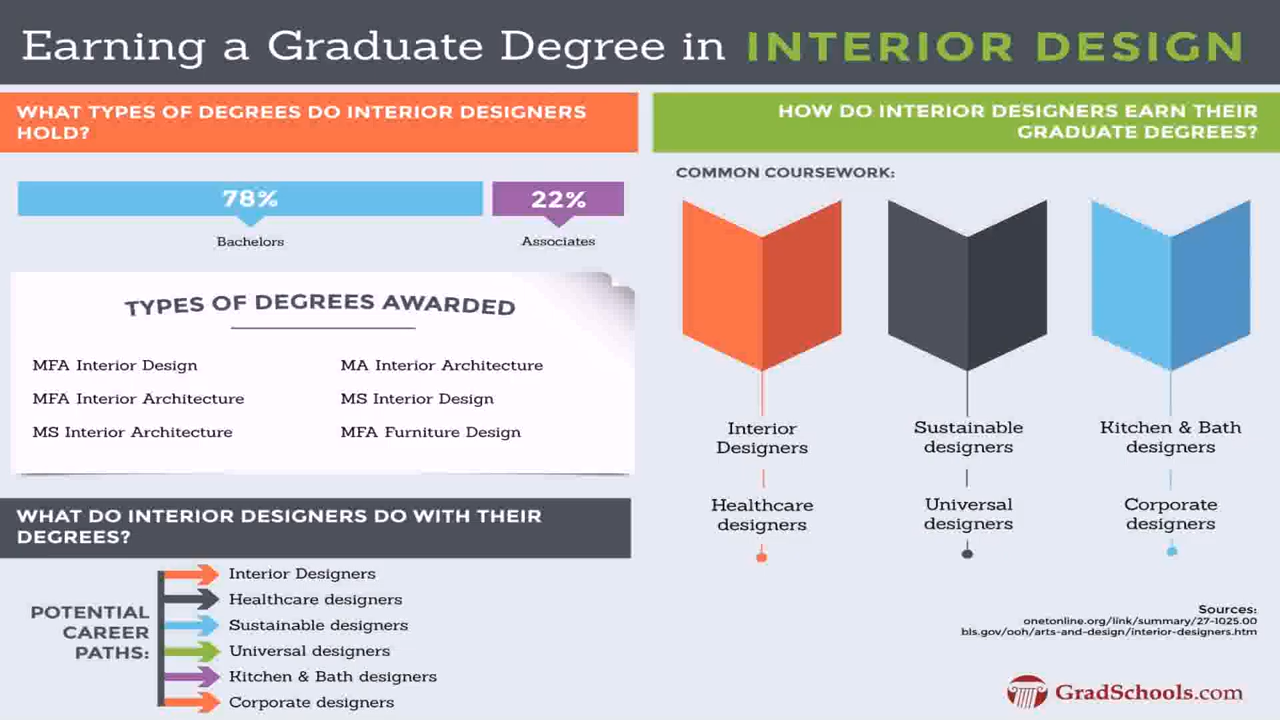 Earning a Graduate Degree in INTERIOR DESIGN
WHAT TYPES OF DEGREES DO INTERIOR DESIGNERS
HOLD?
78%
22%
Bachelors
Associates
TYPES OF DEGREES AWARDED
MFA Interior Design
MA Interior Architecture
MFA Interior Architecture
MS Interior Design
MS Interior Architecture
MFA Furniture Design
WHAT DO INTERIOR DESIGNERS DO WITH THEIR
DEGREES?
POTENTIAL
CAREER
PATHS:
Interior Designers
Healthcare designers
Sustainable designers
Universal designers
Kitchen & Bath designers
Corporate designers
HOW DO INTERIOR DESIGNERS EARN THEIR
GRADUATE DEGREES?
COMMON COURSEWORK:
Interior
Designers
Sustainable
designers
Kitchen & Bath
designers
Healthcare
designers
Universal
designers
Corporate
designers
Sources:
onetonline.org/link/summary/27-1025.00
bls.gov/ooh/arts-and-design/interior-designers.htm
GradSchools.com